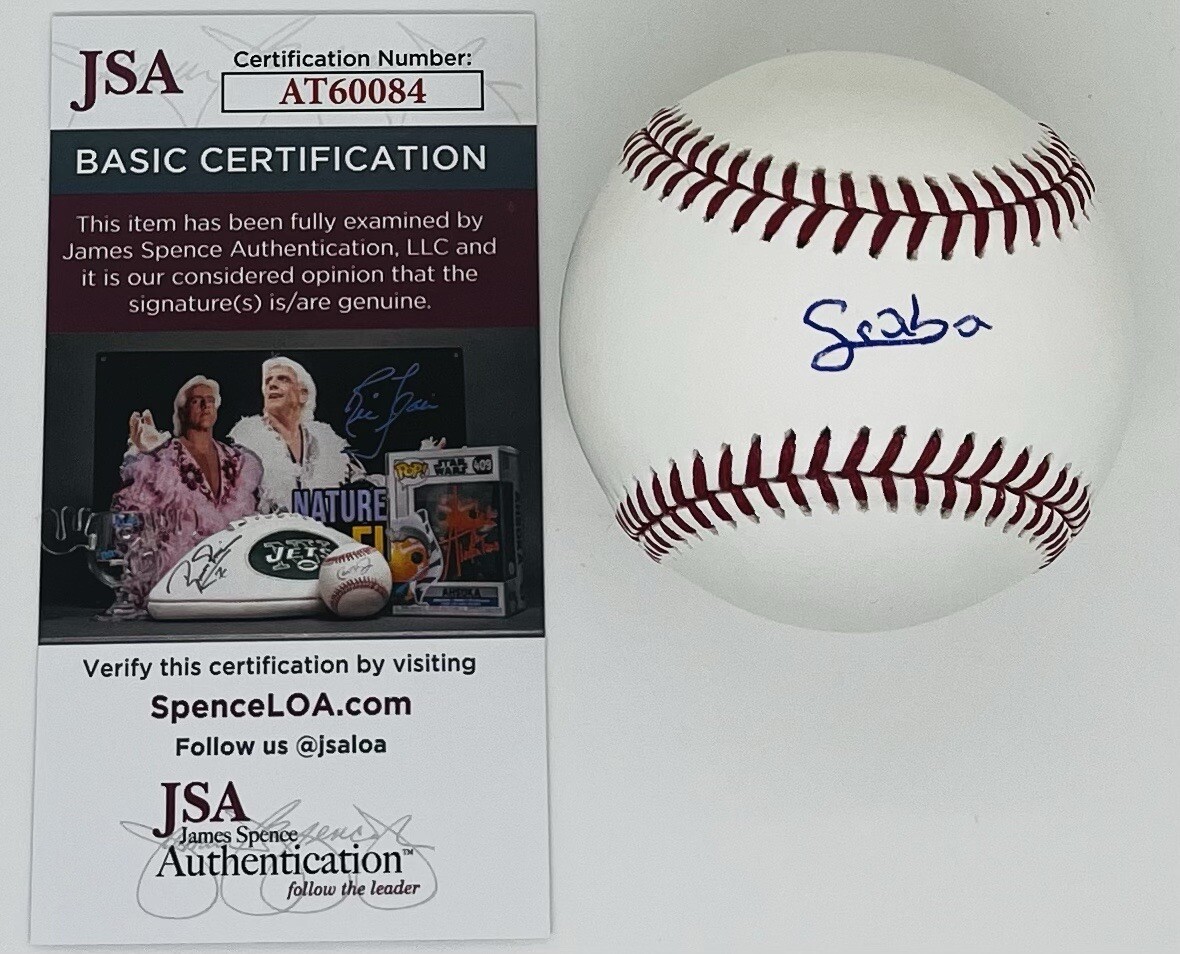 JSA
Certification Number:
AT60084
BASIC CERTIFICATION
This item has been fully examined by
James Spence Authentication, LLC and
it is our considered opinion that the
signature(s) is/are genuine.
NATURE
JETS
POP!
STAR WARS
409
AHSOKA
Verify this certification by visiting
SpenceLOA.com
Follow us @jsaloa
JSA
James Spence
Authentication™
follow the leader